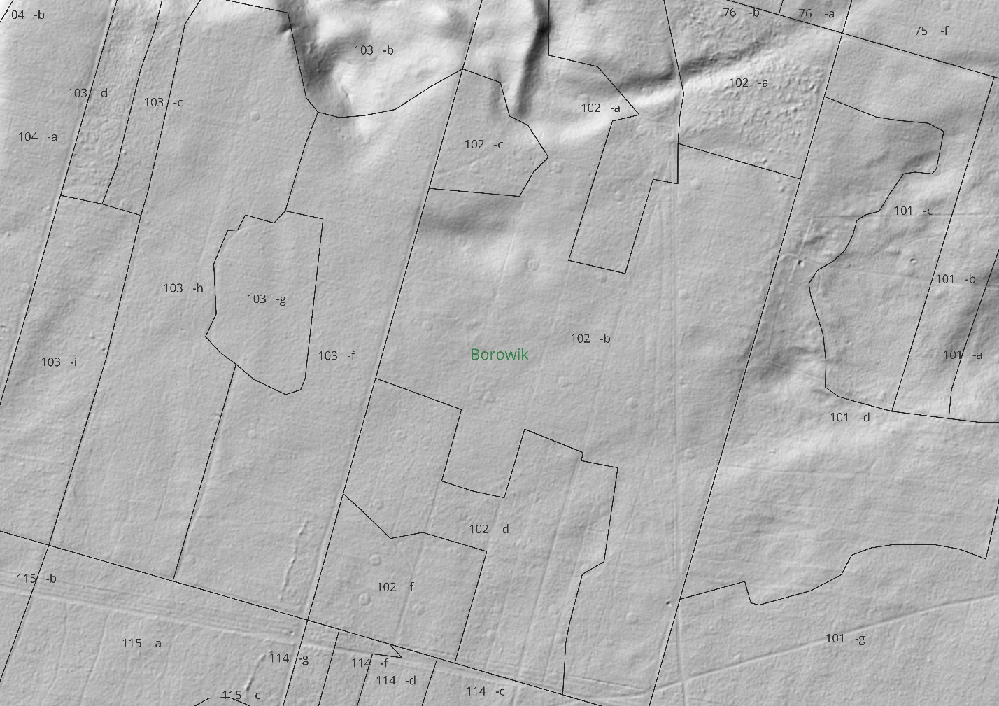 104 -b
76 -b
76 -a
75 -f
103 -b
102 -a
103 -d
103 -c
102 -a
104 -a
102 -c
101 -c
101 -b
103 -h
103 -g
102 -b
103 -f
Borowik
101 -a
103 -i
101 -d
102 -d
115 -b
102 -f
101 -g
115 -a
114 -g
114 -f
114 -d
114 -c
115 -c